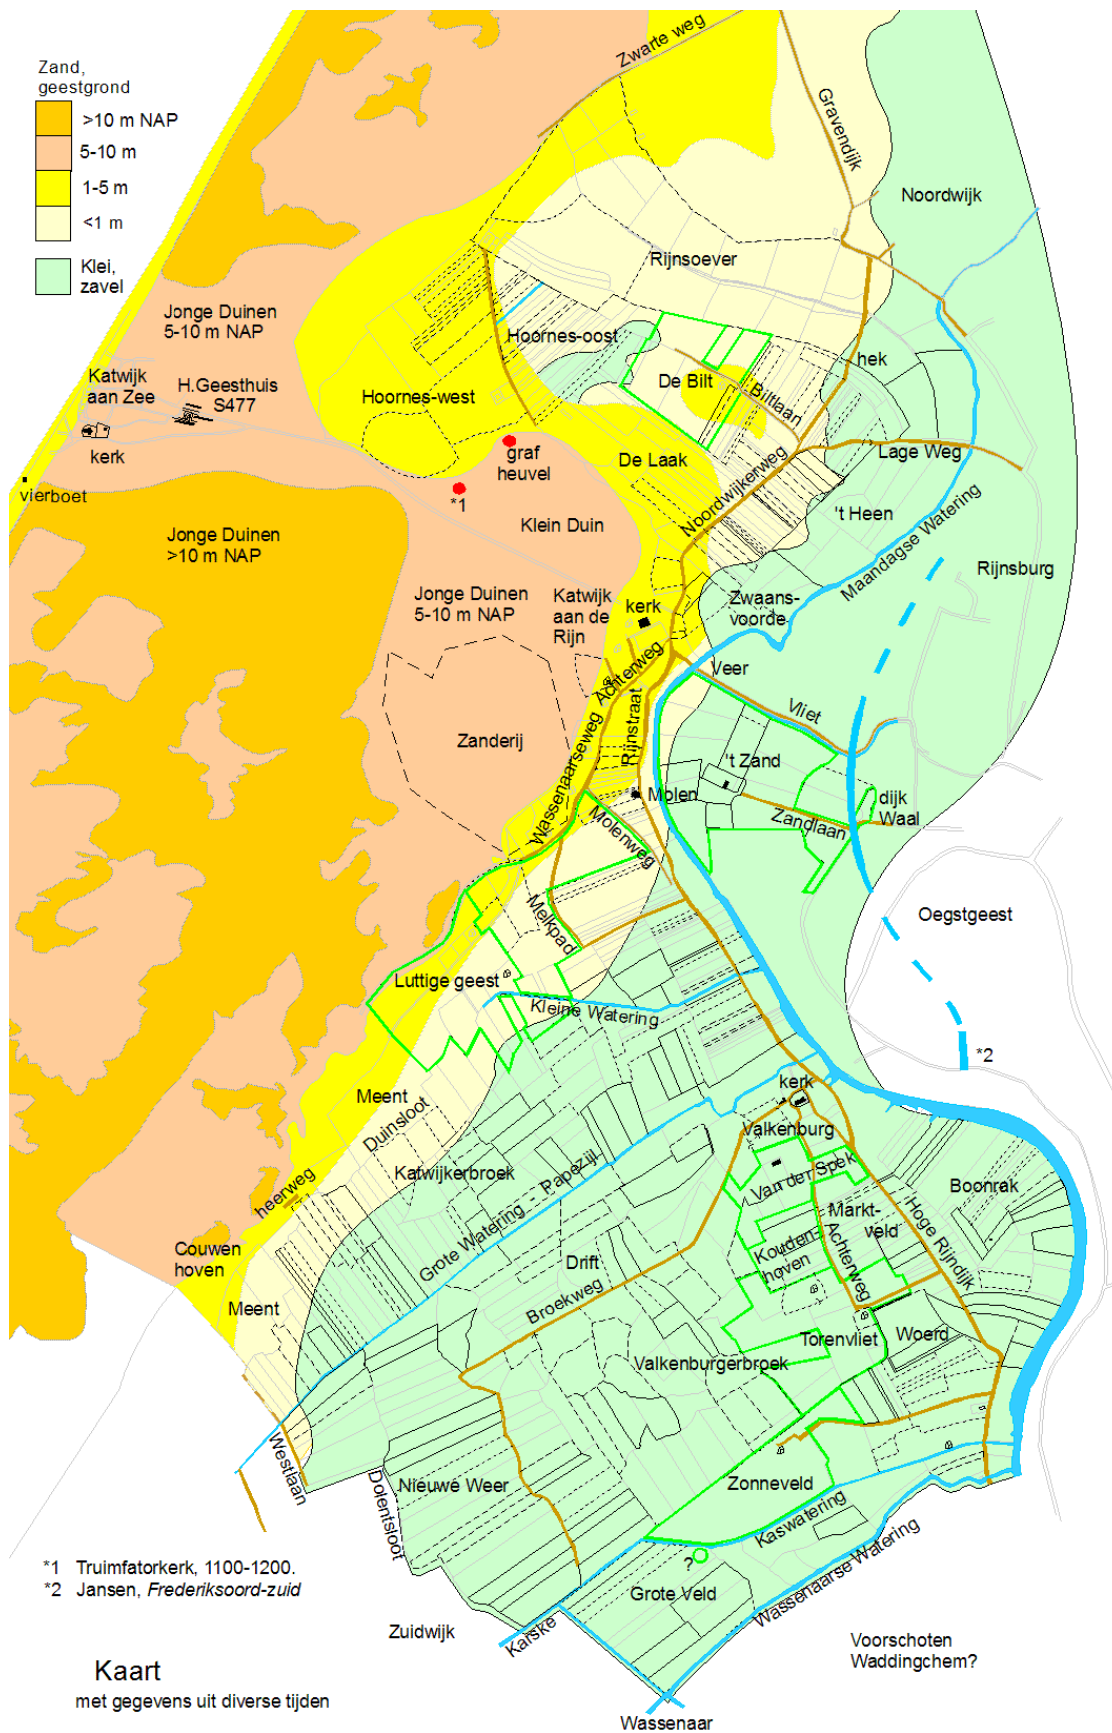 Zand,
geestgrond
>10 m NAP
5-10 m
1-5 m
<1 m
Klei,
zavel
Zwarte weg
Gravendijk
Noordwijk
Rijnsoever
Jonge Duinen
5-10 m NAP
Hoornes-oost
hek
Katwijk
aan Zee
H.Geesthuis
S477
De Bilt
Biltlaan
Hoornes-west
kerk
graf
heuvel
De Laak
Lage Weg
vierboet
*1
Noordwijkerweg
't Heen
Klein Duin
Jonge Duinen
>10 m NAP
Maandagse Watering
Rijnsburg
Jonge Duinen
5-10 m NAP
Katwijk
aan de
Rijn
kerk
Zwaans-
voorde
Achterweg
Veer
Vliet
Rijnstraat
Zanderij
't Zand
Wassenaarseweg
Molen
dijk
Waal
Zandlaan
Molenweg
Melkpad
Oegstgeest
Luttige geest
Kleine Watering
*2
kerk
Meent
Duinsloot
Valkenburg
Katwijkerbroek
Van der Spek
Boonrak
heerweg
Grote Watering - Papezijl
Markt-
veld
Hoge Rijndijk
Couwen
hoven
Drift
Kouden
hoven
Achterweg
Meent
Broekweg
Torenvliet
Woerd
Valkenburgerbroek
Westlaan
Dolentsloot
Nieuwe Weer
Zonneveld
Kaswatering
?
Wassenaarse Watering
Grote Veld
*1 Truimfatorkerk, 1100-1200.
*2 Jansen, Frederiksoord-zuid
Zuidwijk
Karske
Voorschoten
Waddingchem?
Kaart
met gegevens uit diverse tijden
Wassenaar